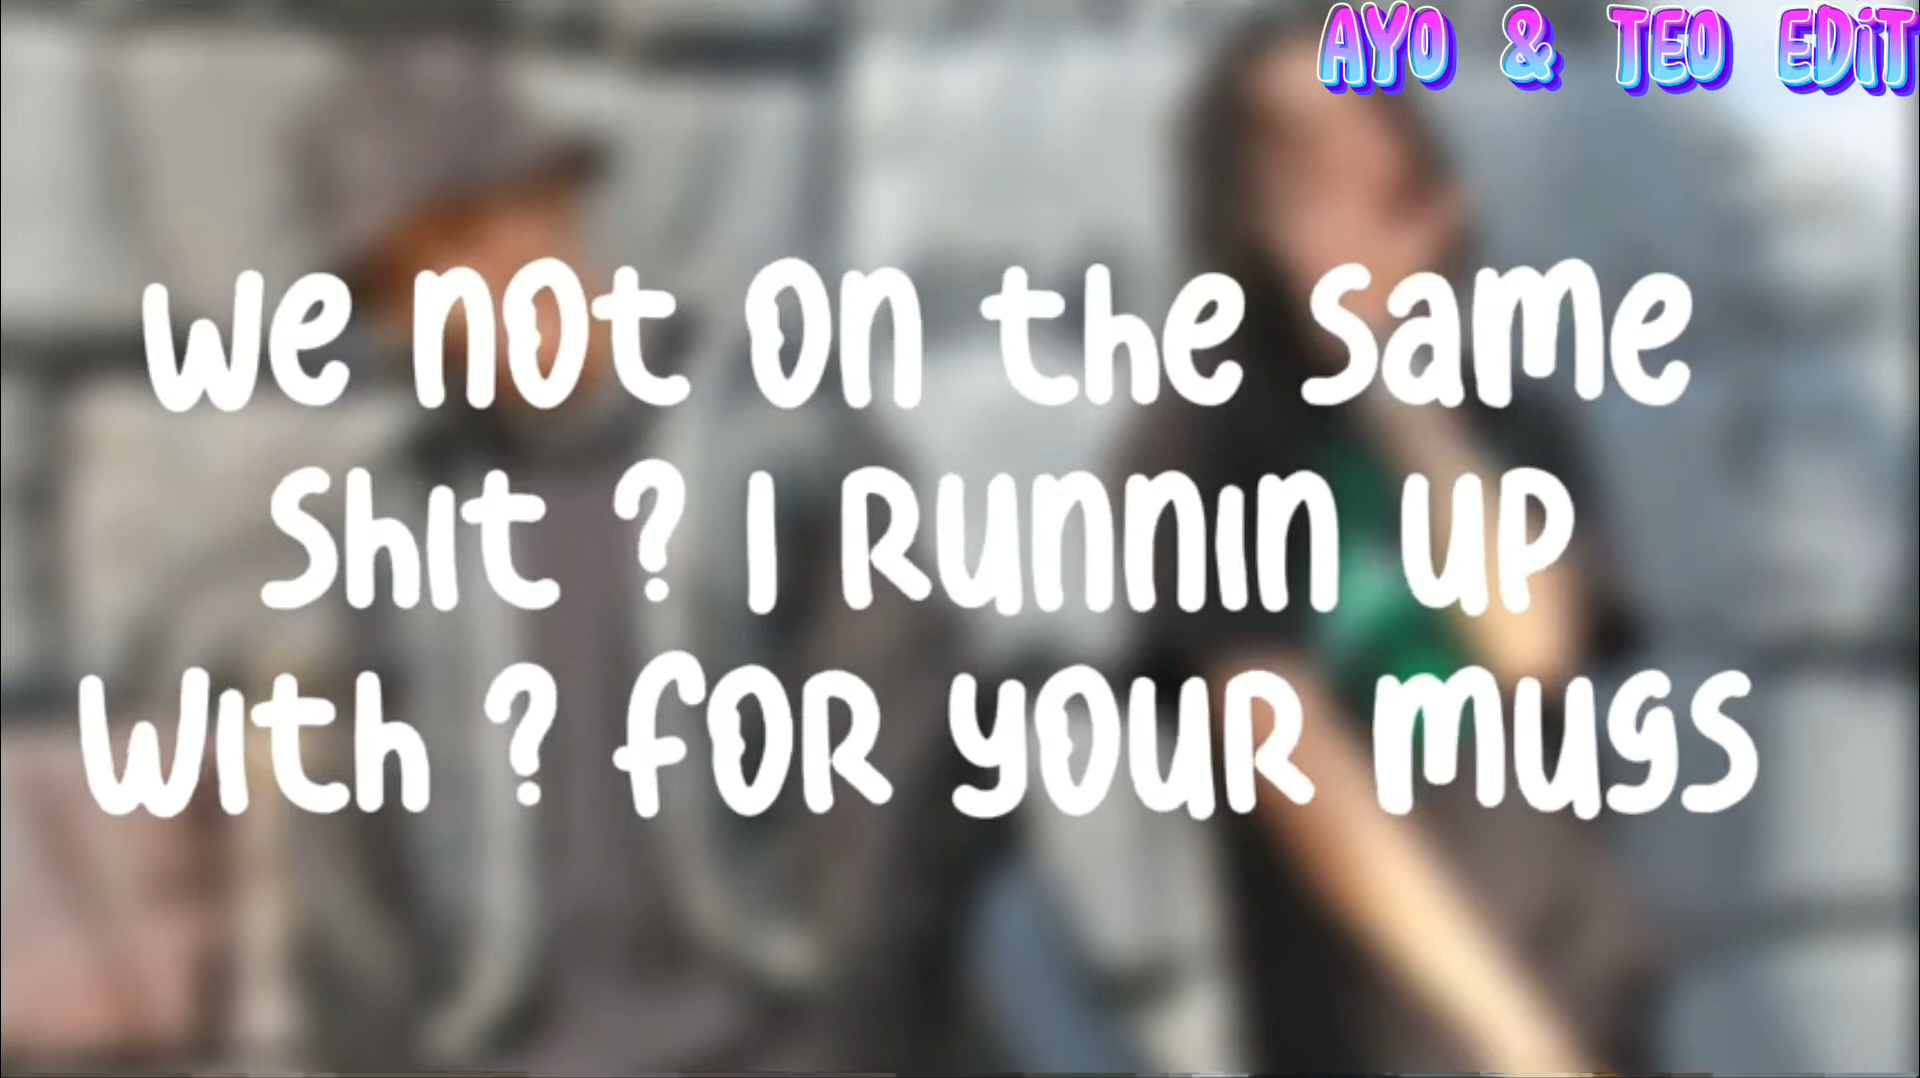 AYO & TEO EDiT
We not on the same
Shit ? I Runnin up
With ? for your mugs